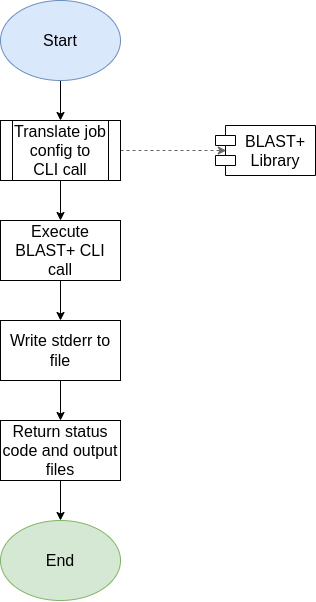 Start
Translate job
config to
CLI call
BLAST+
Library
Execute
BLAST+ CLI
call
Write stderr to
file
Return status
code and output
files
End